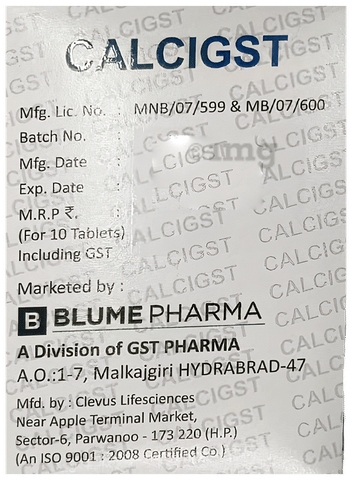 CALCIGST
Mfg. Lic. No. : MNB/07/599 & MB/07/600
Batch No.
Mfg. Date :
Exp. Date :
M.R.P ₹. :
(For 10 Tablets)
Including GST
Marketed by :
B BLUME PHARMA
A Division of GST PHARMA
A.O.:1-7, Malkajgiri HYDRABRAD-47
Mfd. by : Clevus Lifesciences
Near Apple Terminal Market,
Sector-6, Parwanoo - 173 220 (H.P.)
(An ISO 9001 : 2008 Certified Co.)